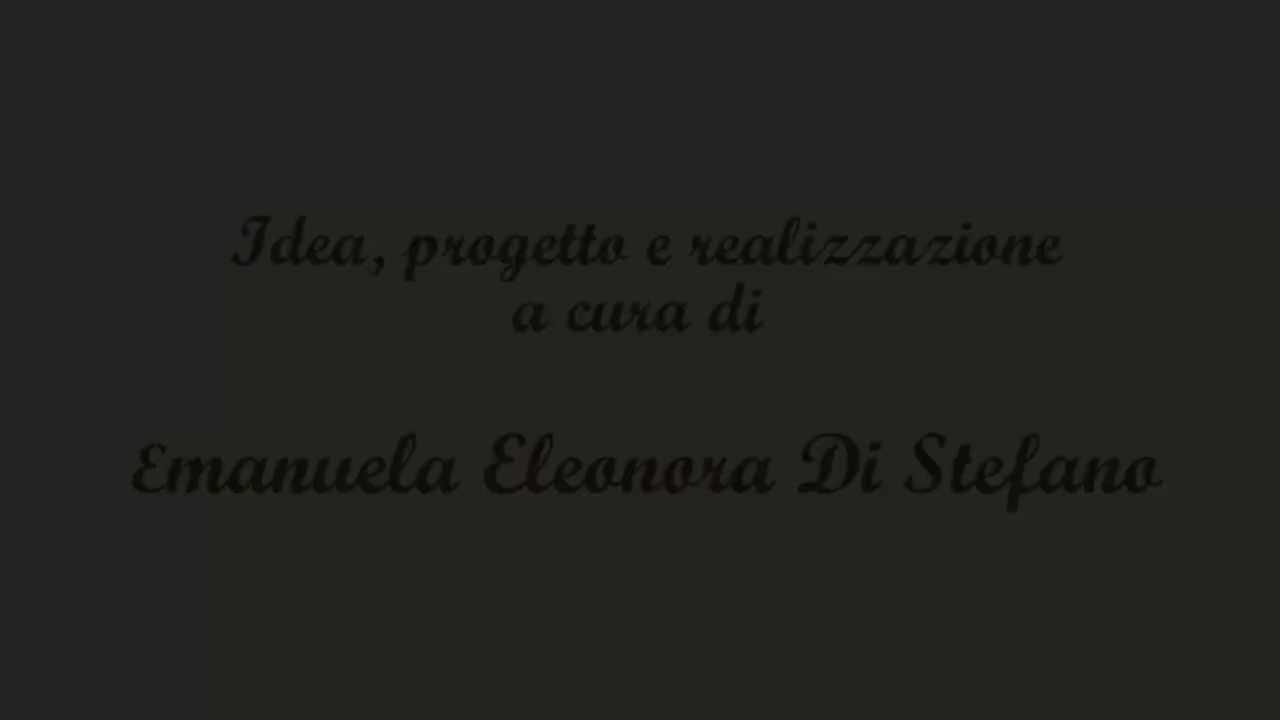 Idea, progetto e realizzazione
a cura di
Emanuela Eleonora Di Stefano